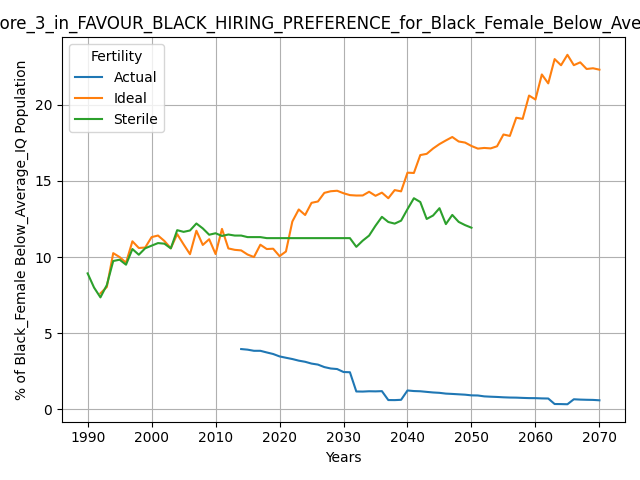 ore_3_in_FAVOUR_BLACK_HIRING_PREFERENCE_for_Black_Female_Below_Ave
Fertility
Actual
Ideal
Sterile
% of Black_Female Below_Average_IQ Population
20
15
10
5
0
1990 2000 2010 2020 2030 2040 2050 2060 2070
Years